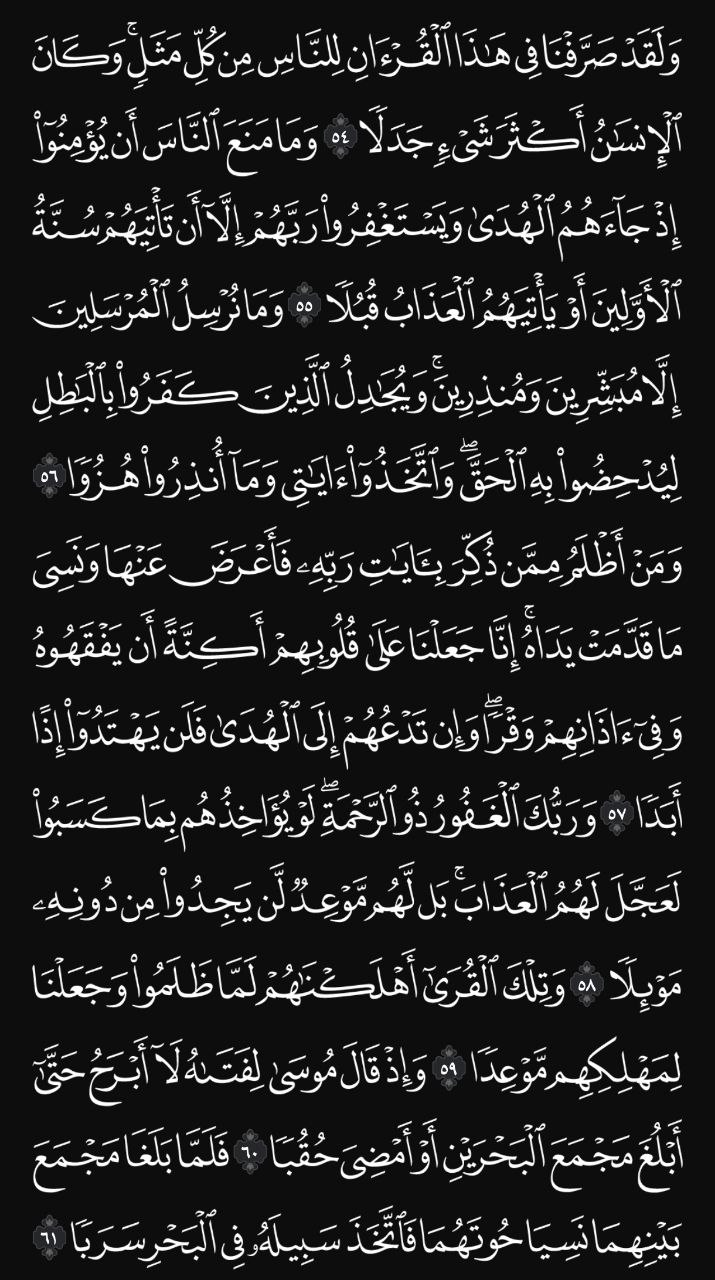 وَلَقَدۡ صَرَّفۡنَا فِي هَٰذَا ٱلۡقُرۡءَانِ لِلنَّاسِ مِن كُلِّ مَثَلٖۚ وَكَانَ
ٱلۡإِنسَٰنُ أَكۡثَرَ شَيۡءٖ جَدَلٗا ٥٤ وَمَا مَنَعَ ٱلنَّاسَ أَن يُؤۡمِنُوٓاْ
إِذۡ جَآءَهُمُ ٱلۡهُدَىٰ وَيَسۡتَغۡفِرُواْ رَبَّهُمۡ إِلَّآ أَن تَأۡتِيَهُمۡ سُنَّةُ
ٱلۡأَوَّلِينَ أَوۡ يَأۡتِيَهُمُ ٱلۡعَذَابُ قُبُلٗا ٥٥ وَمَا نُرۡسِلُ ٱلۡمُرۡسَلِينَ
إِلَّا مُبَشِّرِينَ وَمُنذِرِينَۚ وَيُجَٰدِلُ ٱلَّذِينَ كَفَرُواْ بِٱلۡبَٰطِلِ
لِيُدۡحِضُواْ بِهِ ٱلۡحَقَّۖ وَٱتَّخَذُوٓاْ ءَايَٰتِي وَمَآ أُنذِرُواْ هُزُوٗا ٥٦
وَمَنۡ أَظۡلَمُ مِمَّن ذُكِّرَ بِـَٔايَٰتِ رَبِّهِۦ فَأَعۡرَضَ عَنۡهَا وَنَسِيَ
مَا قَدَّمَتۡ يَدَاهُۚ إِنَّا جَعَلۡنَا عَلَىٰ قُلُوبِهِمۡ أَكِنَّةً أَن يَفۡقَهُوهُ
وَفِيٓ ءَاذَانِهِمۡ وَقۡرٗاۖ وَإِن تَدۡعُهُمۡ إِلَى ٱلۡهُدَىٰ فَلَن يَهۡتَدُوٓاْ إِذًا
أَبَدٗا ٥٧ وَرَبُّكَ ٱلۡغَفُورُ ذُو ٱلرَّحۡمَةِۖ لَوۡ يُؤَاخِذُهُم بِمَا كَسَبُواْ
لَعَجَّلَ لَهُمُ ٱلۡعَذَابَۚ بَل لَّهُم مَّوۡعِدٞ لَّن يَجِدُواْ مِن دُونِهِۦ
مَوۡئِلٗا ٥٨ وَتِلۡكَ ٱلۡقُرَىٰٓ أَهۡلَكۡنَٰهُمۡ لَمَّا ظَلَمُواْ وَجَعَلۡنَا
لِمَهۡلِكِهِم مَّوۡعِدٗا ٥٩ وَإِذۡ قَالَ مُوسَىٰ لِفَتَىٰهُ لَآ أَبۡرَحُ حَتَّىٰٓ
أَبۡلُغَ مَجۡمَعَ ٱلۡبَحۡرَيۡنِ أَوۡ أَمۡضِيَ حُقُبٗا ٦٠ فَلَمَّا بَلَغَا مَجۡمَعَ
بَيۡنِهِمَا نَسِيَا حُوتَهُمَا فَٱتَّخَذَ سَبِيلَهُۥ فِي ٱلۡبَحۡرِ سَرَبٗا ٦١